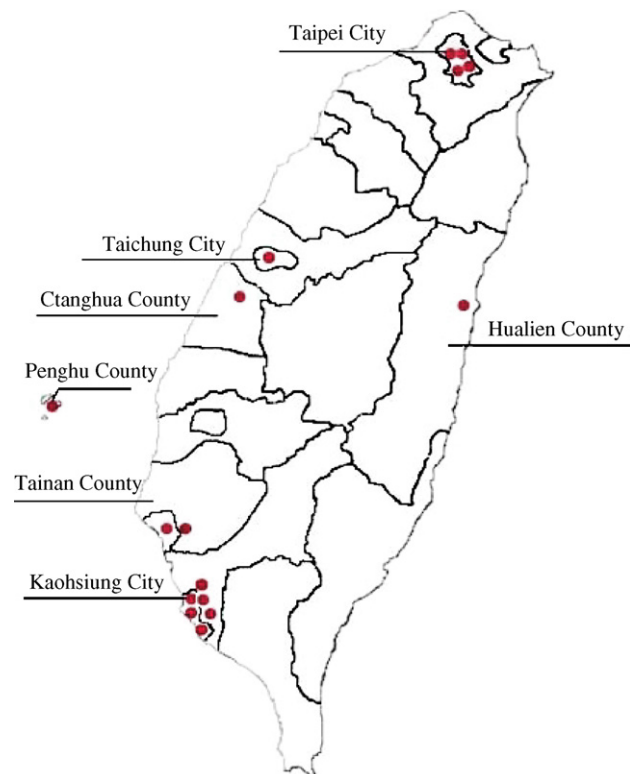 Taipei City
Taichung City
Ctanghua County
Hualien County
Penghu County
Tainan County
Kaohsiung City